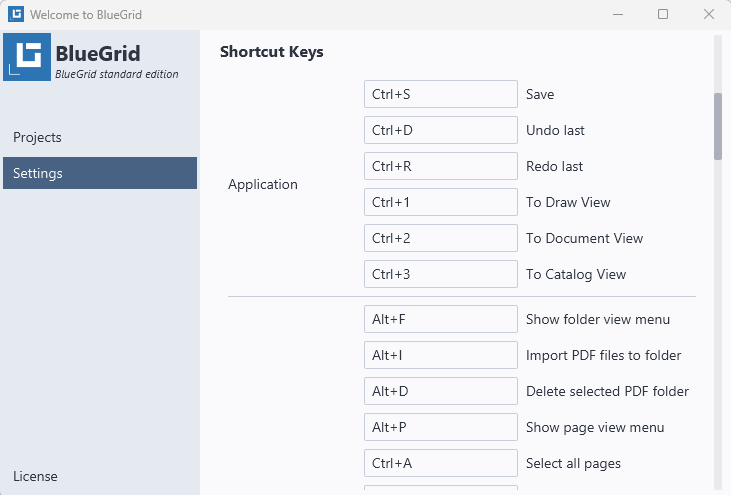 Welcome to BlueGrid
BlueGrid
BlueGrid standard edition
Projects
Settings
License
Shortcut Keys
Application
Ctrl+S Save
Ctrl+D Undo last
Ctrl+R Redo last
Ctrl+1 To Draw View
Ctrl+2 To Document View
Ctrl+3 To Catalog View
Alt+F Show folder view menu
Alt+I Import PDF files to folder
Alt+D Delete selected PDF folder
Alt+P Show page view menu
Ctrl+A Select all pages